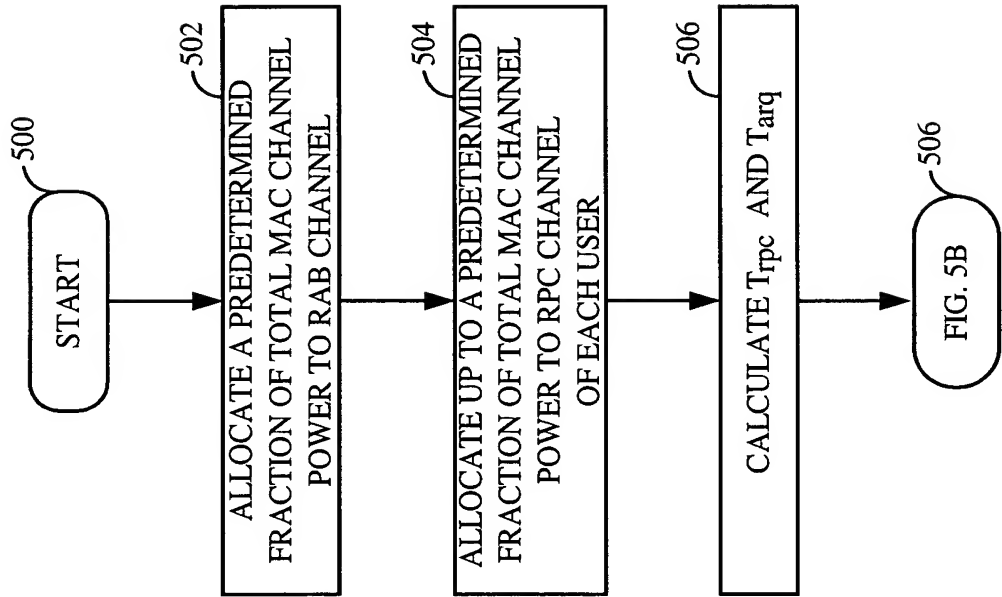 START
500
ALLOCATE A PREDETERMINED
FRACTION OF TOTAL MAC CHANNEL
POWER TO RAB CHANNEL
502
ALLOCATE UP TO A PREDETERMINED
FRACTION OF TOTAL MAC CHANNEL
POWER TO RPC CHANNEL
OF EACH USER
504
CALCULATE Trpc AND Tarq
506
FIG. 5B
506